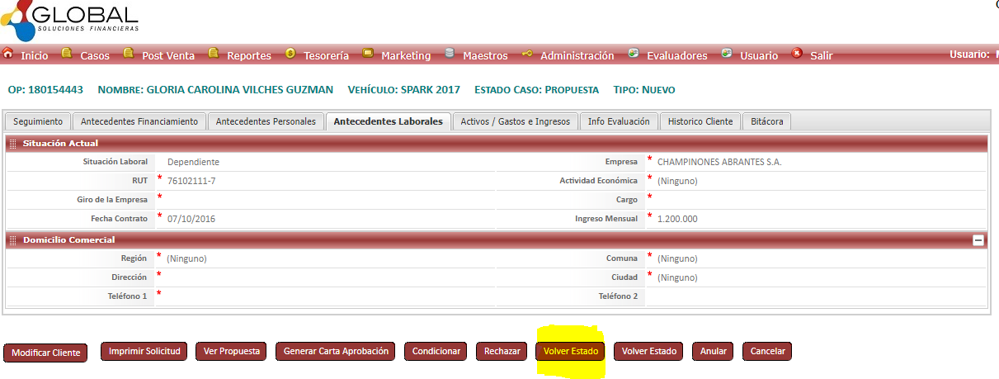 GLOBAL
SOLUCIONES FINANCIERAS
Inicio Casos Post Venta Reportes Tesorería Marketing Maestros Administración Evaluadores Usuario Salir Usuario:
OP: 180154443 NOMBRE: GLORIA CAROLINA VILCHES GUZMAN VEHÍCULO: SPARK 2017 ESTADO CASO: PROPUESTA TIPO: NUEVO
Seguimiento Antecedentes Financiamiento Antecedentes Personales Antecedentes Laborales Activos / Gastos e Ingresos Info Evaluación Historico Cliente Bitácora
Situación Actual
Situación Laboral Dependiente Empresa * CHAMPINONES ABRANTES S.A.
RUT * 76102111-7 Actividad Económica * (Ninguno)
Giro de la Empresa * Cargo *
Fecha Contrato * 07/10/2016 Ingreso Mensual * 1.200.000
Domicilio Comercial
Región * (Ninguno) Comuna * (Ninguno)
Dirección * Ciudad * (Ninguno)
Teléfono 1 * Teléfono 2
Modificar Cliente Imprimir Solicitud Ver Propuesta Generar Carta Aprobación Condicionar Rechazar Volver Estado Volver Estado Anular Cancelar